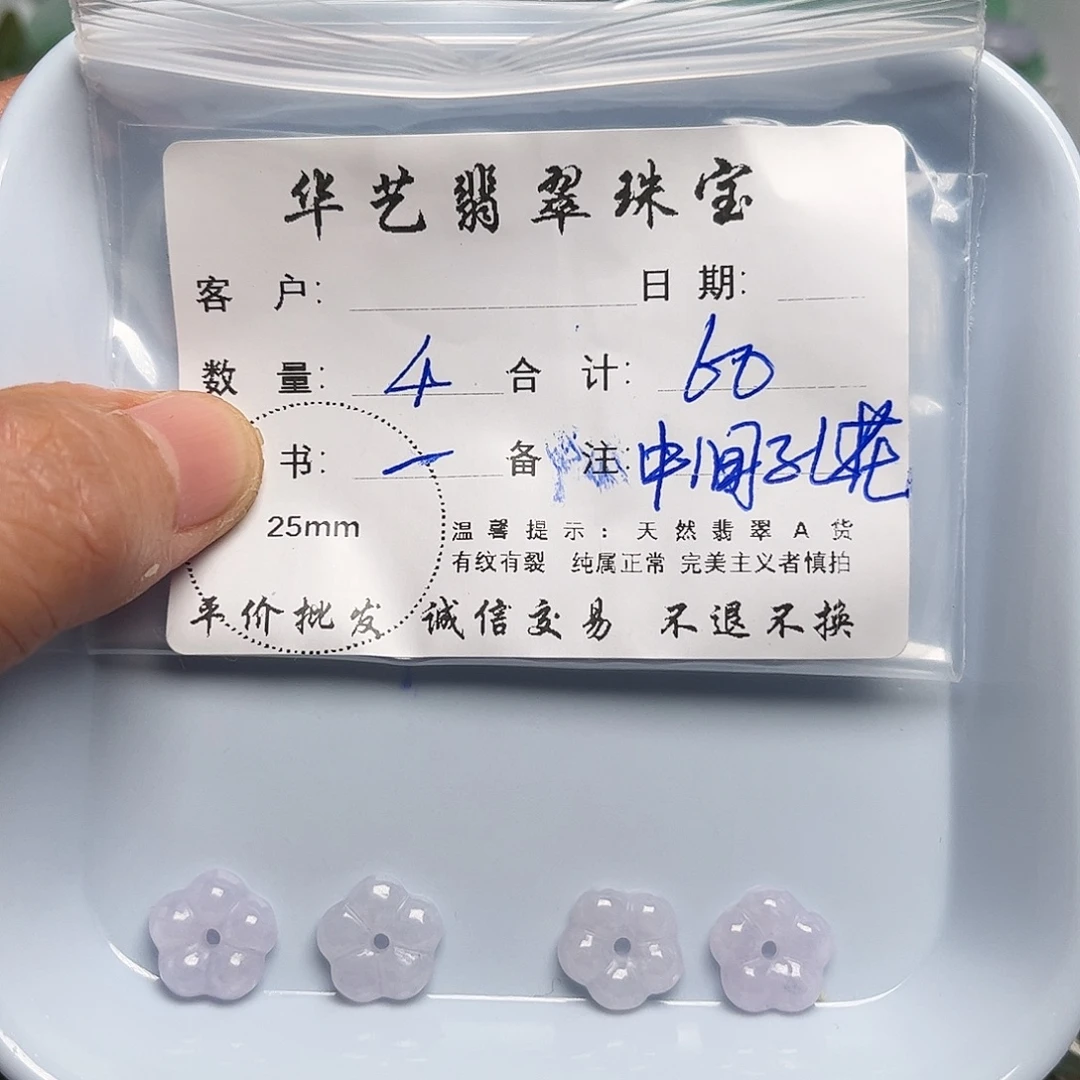 华艺翡翠珠宝
客 户： 日 期：
数 量： 4 合 计： 60
书： 一 备 注： 中间孔花
25mm
温馨提示：天然翡翠A货
有纹有裂 纯属正常 完美主义者慎拍
平价批发 诚信交易 不退不换